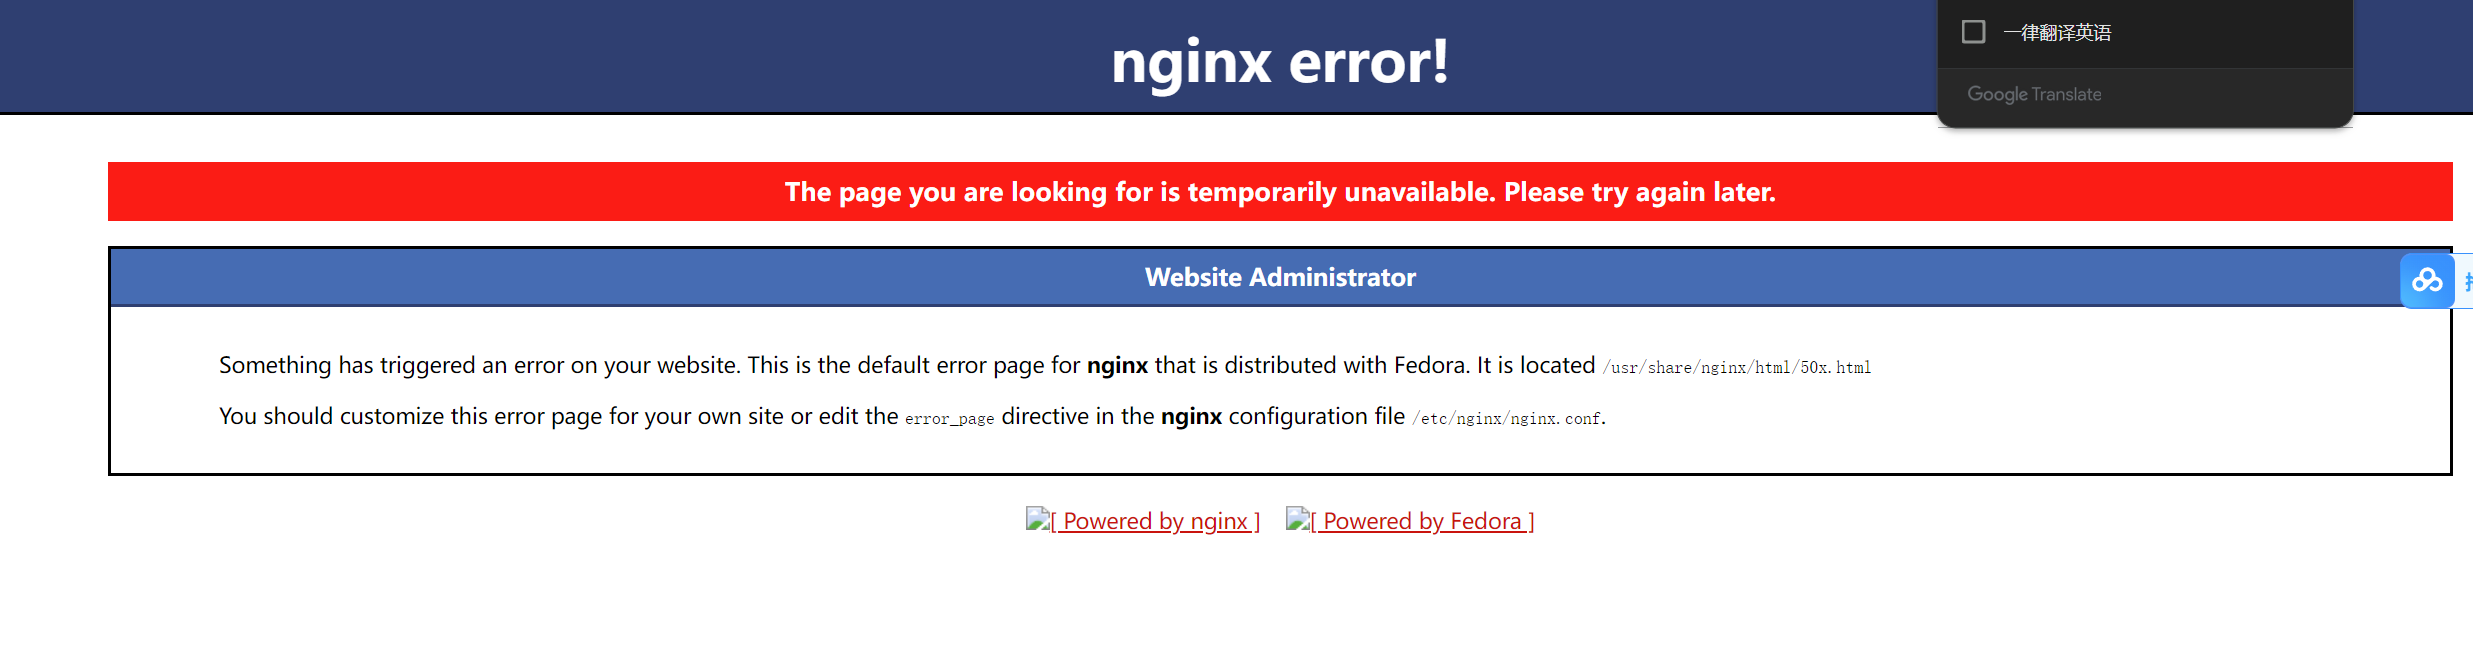 一律翻译英语
Google Translate
nginx error!
The page you are looking for is temporarily unavailable. Please try again later.
Website Administrator
Something has triggered an error on your website. This is the default error page for nginx that is distributed with Fedora. It is located /usr/share/nginx/html/50x.html
You should customize this error page for your own site or edit the error_page directive in the nginx configuration file /etc/nginx/nginx.conf.
[ Powered by nginx ] [ Powered by Fedora ]